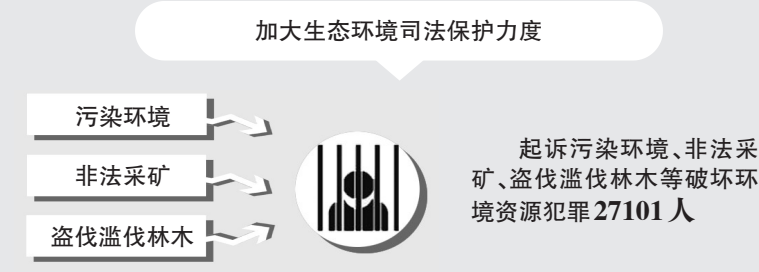 加大生态环境司法保护力度
污染环境
非法采矿
盗伐滥伐林木
起诉污染环境、非法采
矿、盗伐滥伐林木等破坏环
境资源犯罪27101人